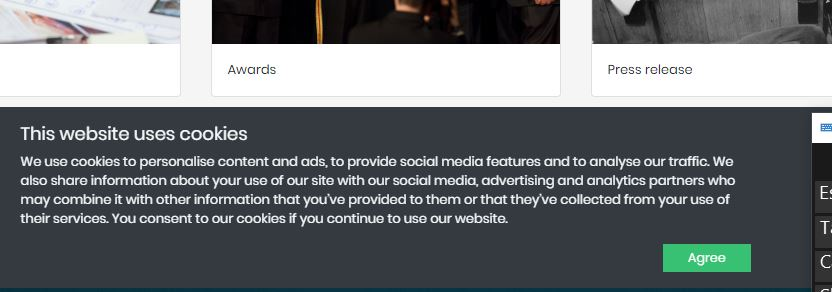 Awards
Press release
This website uses cookies
We use cookies to personalise content and ads, to provide social media features and to analyse our traffic. We
also share information about your use of our site with our social media, advertising and analytics partners who
may combine it with other information that you've provided to them or that they've collected from your use of
their services. You consent to our cookies if you continue to use our website.
Agree